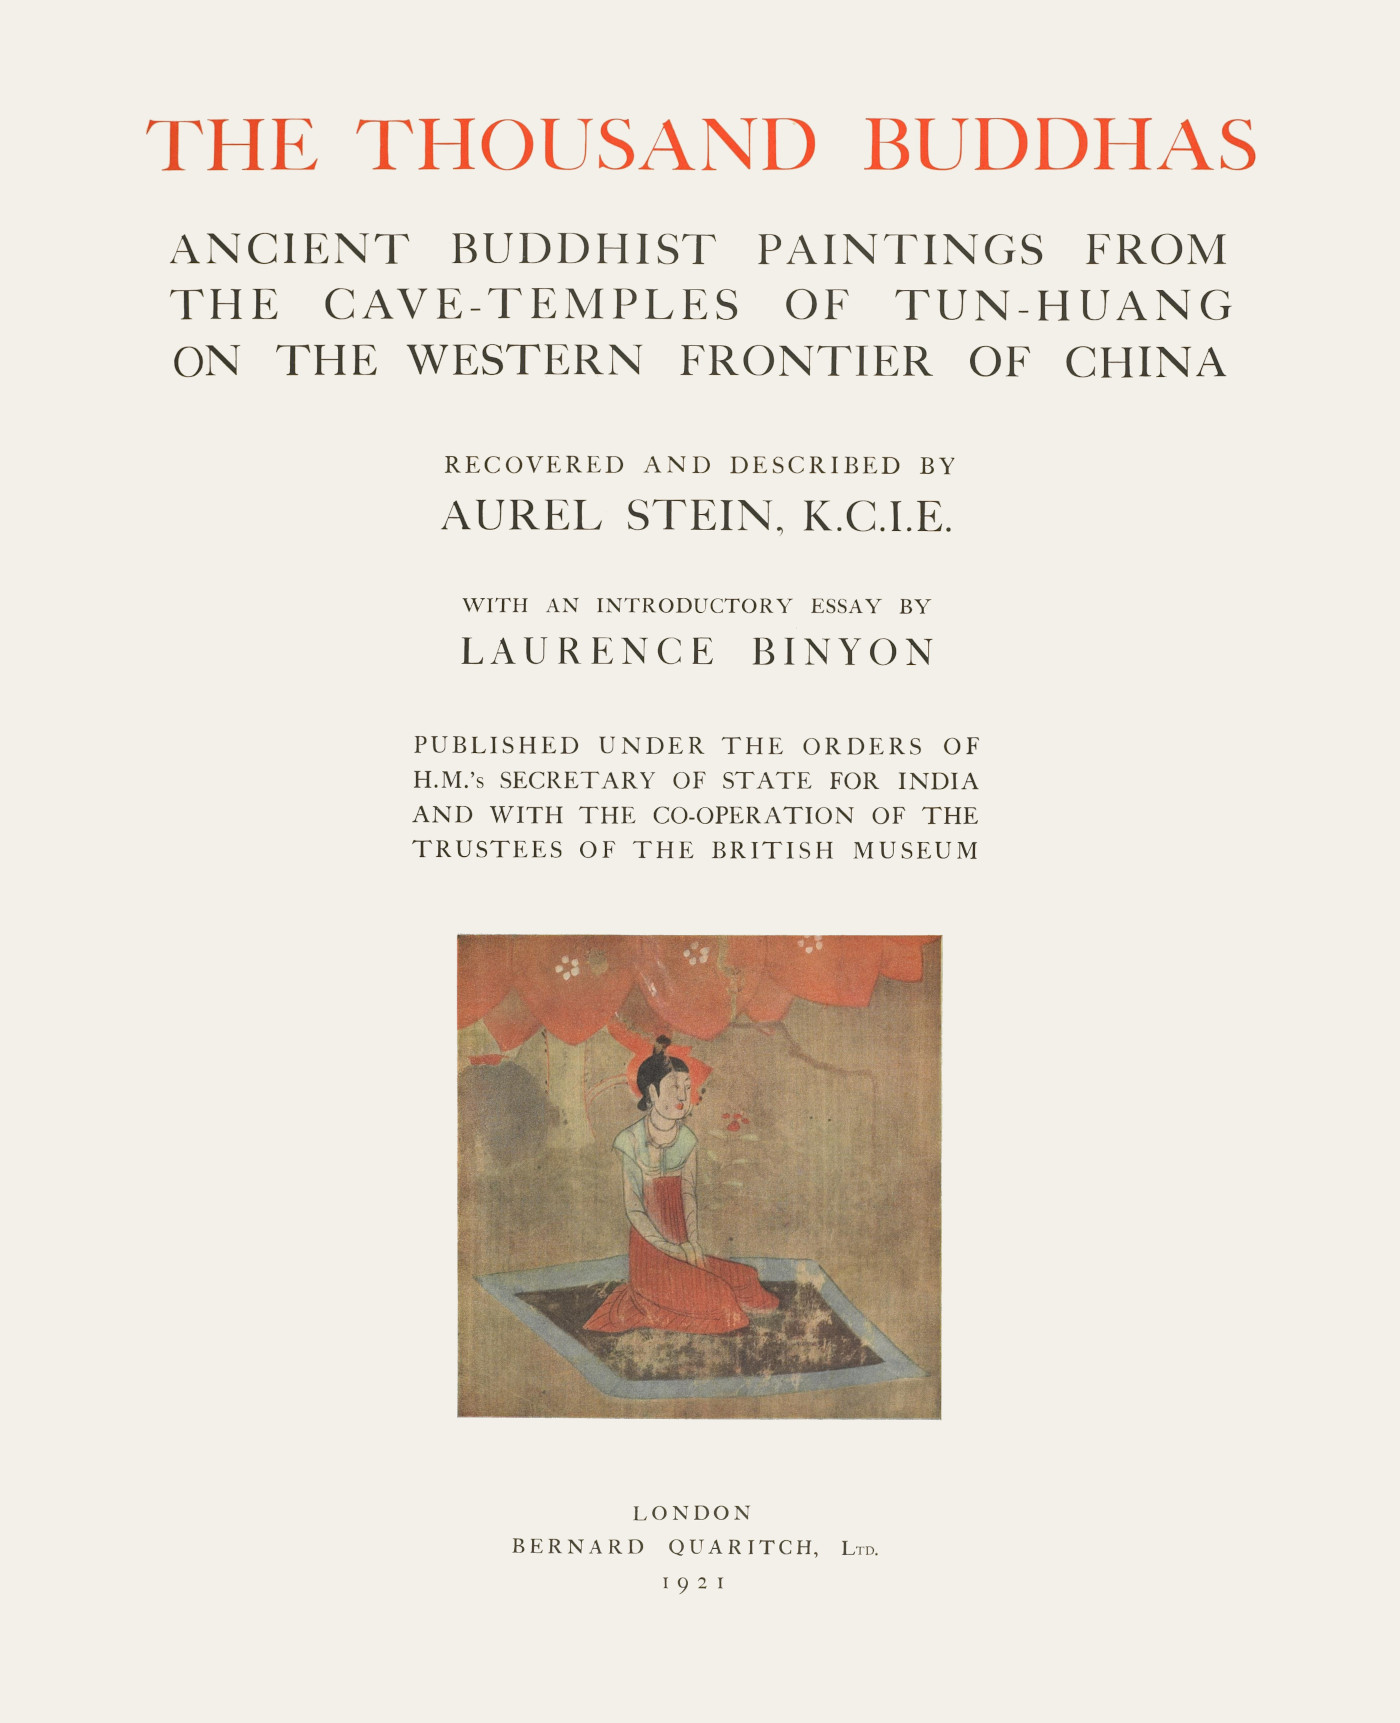 THE THOUSAND BUDDHAS
ANCIENT BUDDHIST PAINTINGS FROM
THE CAVE-TEMPLES OF TUN-HUANG
ON THE WESTERN FRONTIER OF CHINA
RECOVERED AND DESCRIBED BY
AUREL STEIN, K.C.I.E.
WITH AN INTRODUCTORY ESSAY BY
LAURENCE BINYON
PUBLISHED UNDER THE ORDERS OF
H.M.'s SECRETARY OF STATE FOR INDIA
AND WITH THE CO-OPERATION OF THE
TRUSTEES OF THE BRITISH MUSEUM
LONDON
BERNARD QUARITCH, LTD.
1921